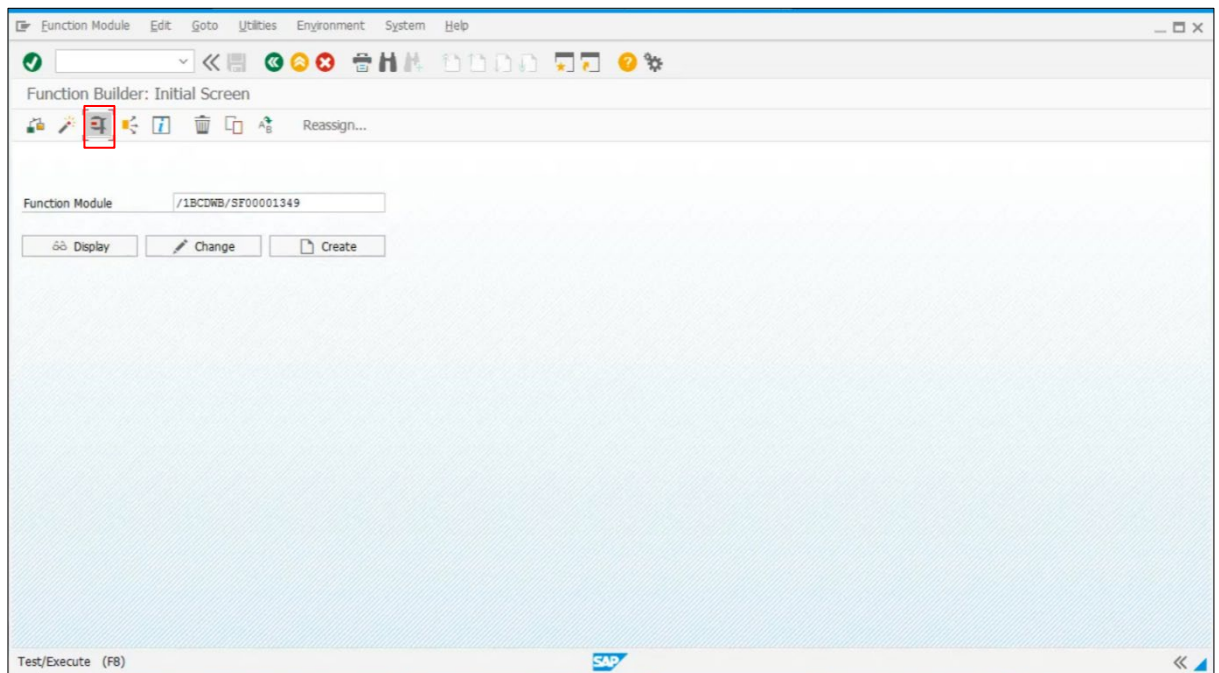 Function Module Edit Goto Utilities Environment System Help
Function Builder: Initial Screen
Reassign...
Function Module /1BCDWB/SF00001349
Display Change Create
Test/Execute (F8) SAP